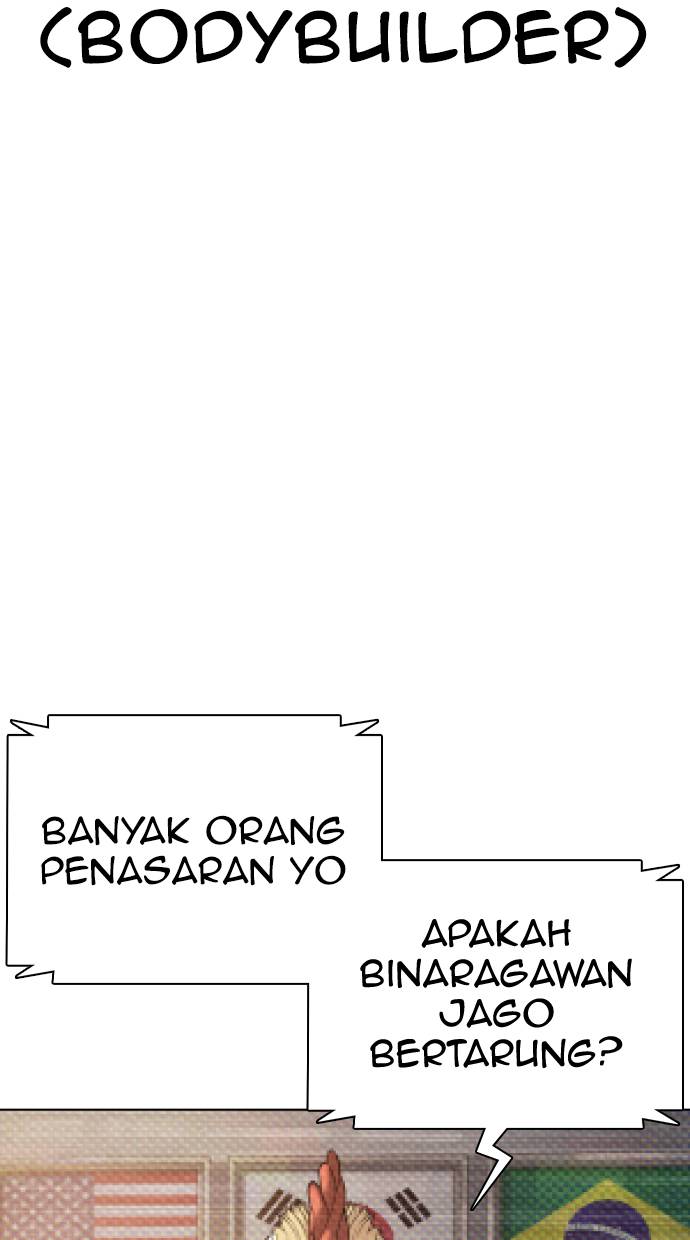 (BODYBUILDER)
BANYAK ORANG
PENASARAN YO
APAKAH
BINARAGAWAN
JAGO
BERTARUNG?